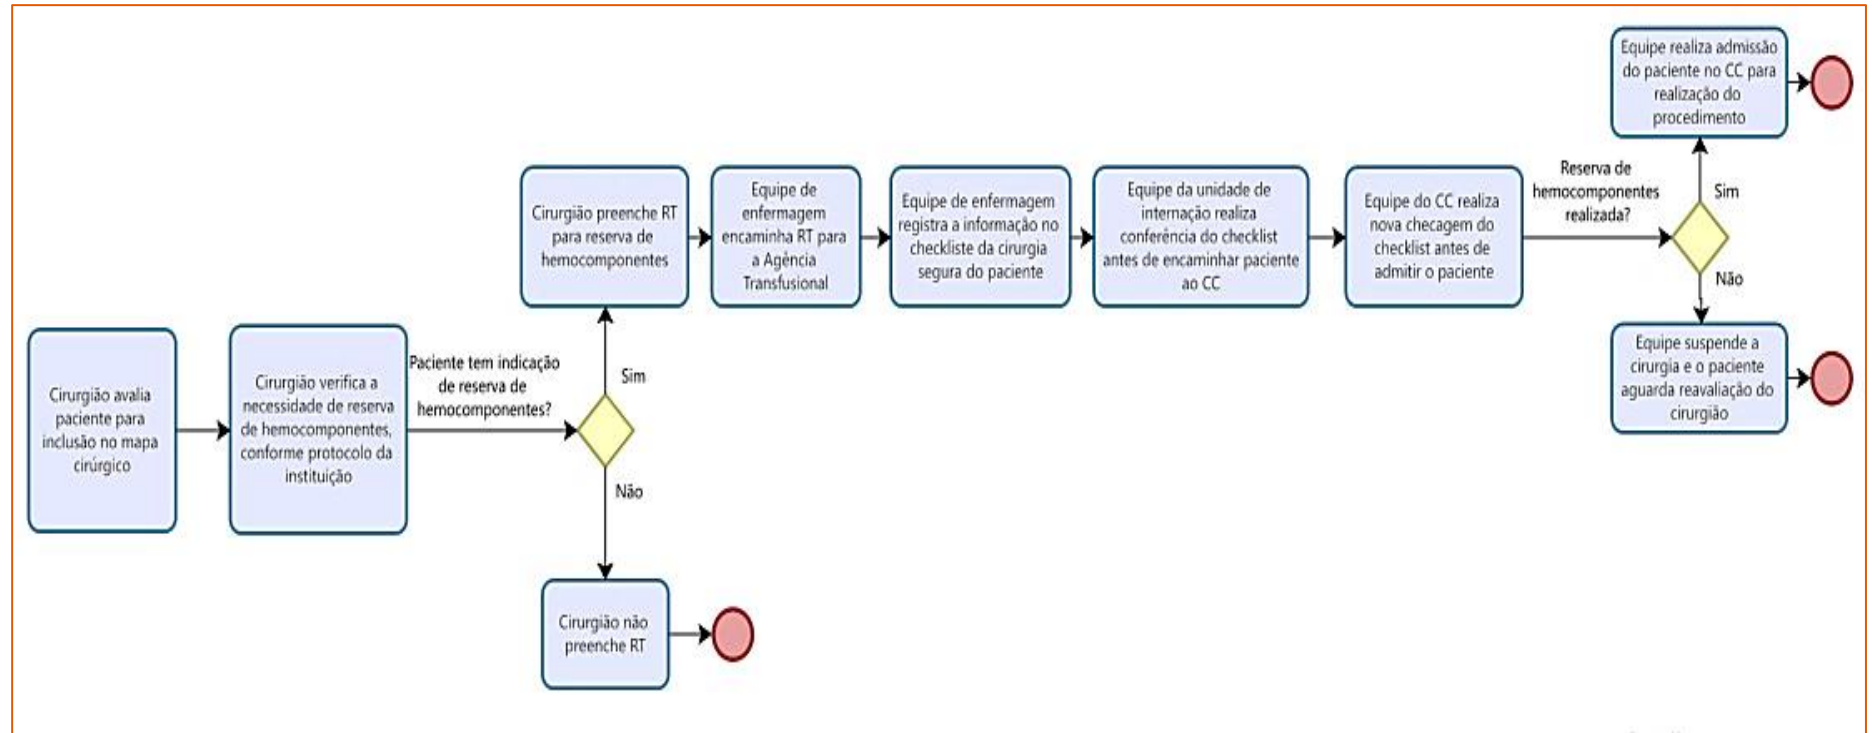 Cirurgião avalia
paciente para
inclusão no mapa
cirúrgico
Cirurgião verifica a
necessidade de reserva
de hemocomponentes,
conforme protocolo da
instituição
Paciente tem indicação
de reserva de
hemocomponentes?
Sim
Não
Cirurgião preenche RT
para reserva de
hemocomponentes
Equipe de
enfermagem
encaminha RT para
a Agência
Transfusional
Equipe de enfermagem
registra a informação no
checkliste da cirurgia
segura do paciente
Equipe da unidade de
internação realiza
conferência do checklist
antes de encaminhar paciente
ao CC
Equipe do CC realiza
nova checagem do
checklist antes de
admitir o paciente
Reserva de
hemocomponentes
realizada?
Sim
Não
Equipe realiza admissão
do paciente no CC para
realização do
procedimento
Equipe suspende a
cirurgia e o paciente
aguarda reavaliação do
cirurgião
Cirurgião não
preenche RT